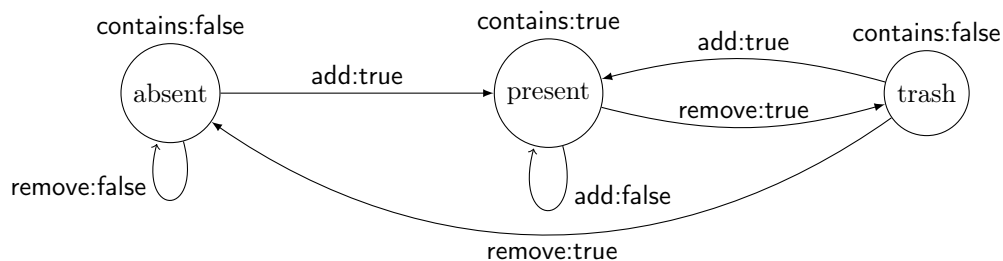 contains:false
contains:true
contains:false
absent
add:true
present
add:true
remove:true
trash
remove:false
add:false
remove:true